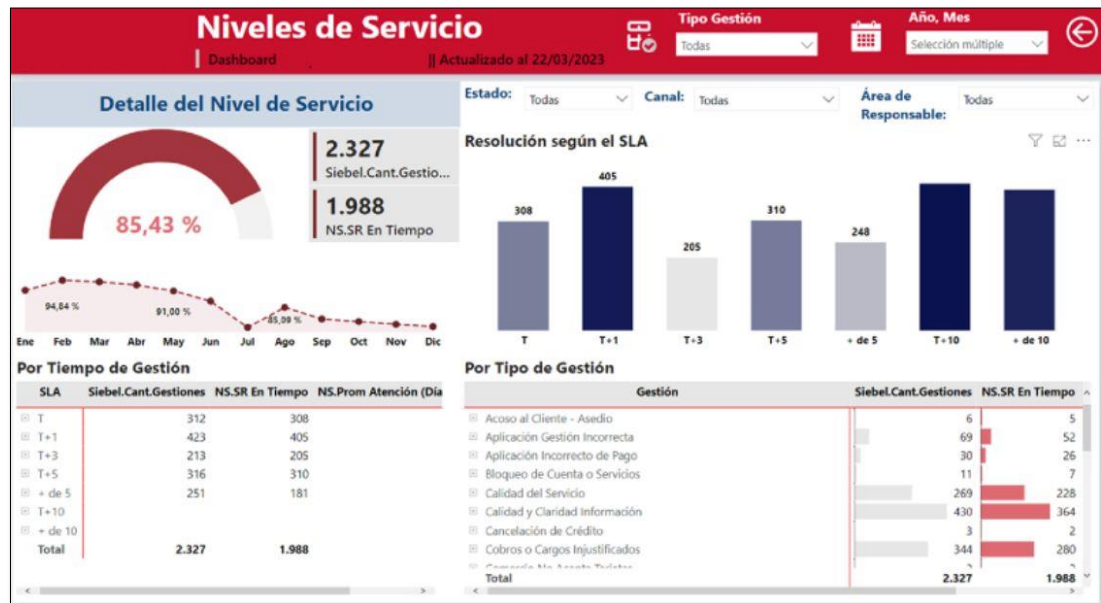 Niveles de Servicio
Dashboard
|| Actualizado al 22/03/2023
Tipo Gestión
Todas
Año, Mes
Selección múltiple
Detalle del Nivel de Servicio
85,43 %
2.327
Siebel.Cant.Gestio...
1.988
NS.SR En Tiempo
94,84 %
91,00 %
85,09 %
Ene Feb Mar Abr May Jun Jul Ago Sep Oct Nov Dic
Estado: Todas
Canal: Todas
Área de Responsable: Todas
Resolución según el SLA
308 405 205 310 248
T T+1 T+3 T+5 + de 5 T+10 + de 10
Por Tiempo de Gestión
SLA Siebel.Cant.Gestiones NS.SR En Tiempo NS.Prom Atención (Día
T 312 308
T+1 423 405
T+3 213 205
T+5 316 310
+ de 5 251 181
T+10
+ de 10
Total 2.327 1.988
Por Tipo de Gestión
Gestión Siebel.Cant.Gestiones NS.SR En Tiempo
Acoso al Cliente - Asedio 6 5
Aplicación Gestión Incorrecta 69 52
Aplicación Incorrecto de Pago 30 26
Bloqueo de Cuenta o Servicios 11 7
Calidad del Servicio 269 228
Calidad y Claridad Información 430 364
Cancelación de Crédito 3 2
Cobros o Cargos Injustificados 344 280
Total 2.327 1.988